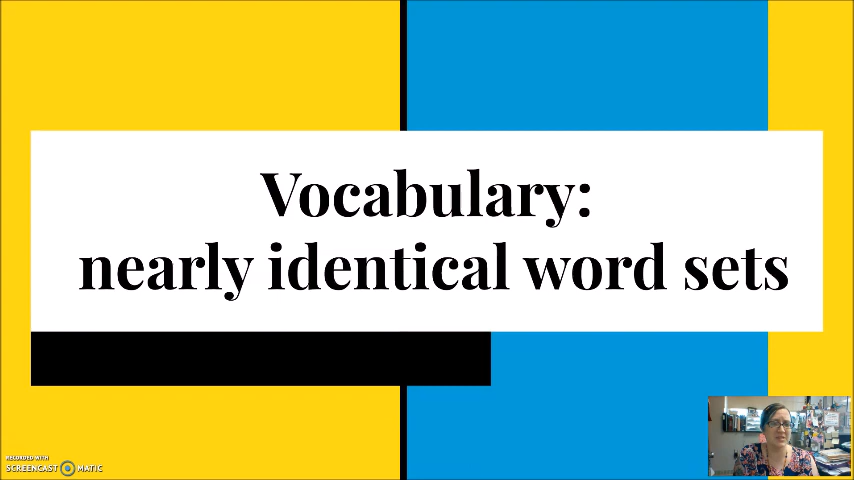 Vocabulary:
nearly identical word sets
RECORDED WITH
SCREENCAST MATIC